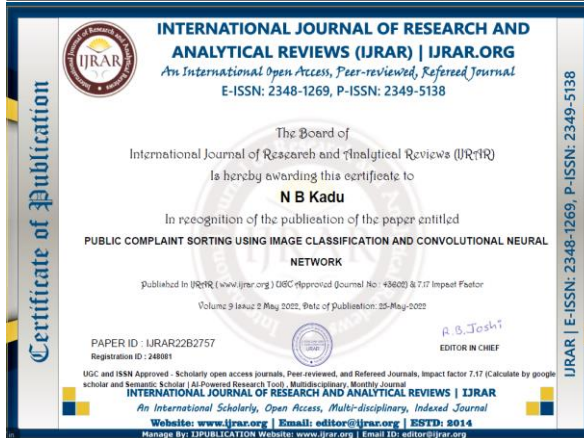 INTERNATIONAL JOURNAL OF RESEARCH AND
ANALYTICAL REVIEWS (IJRAR) | IJRAR.ORG
An International Open Access, Peer-reviewed, Refereed Journal
E-ISSN: 2348-1269, P-ISSN: 2349-5138
IJRAR
Certificate of Publication
The Board of
International Journal of Research and Analytical Reviews (IJRAR)
Is hereby awarding this certificate to
N B Kadu
In recognition of the publication of the paper entitled
PUBLIC COMPLAINT SORTING USING IMAGE CLASSIFICATION AND CONVOLUTIONAL NEURAL
NETWORK
Published In IJRAR ( www.ijrar.org ) UGC Approved (Journal No : 43602) & 7.17 Impact Factor
Volume 9 Issue 2 May 2022, Date of Publication: 25-May-2022
PAPER ID : IJRAR22B2757
Registration ID : 248081
R.B.Joshi
EDITOR IN CHIEF
UGC and ISSN Approved - Scholarly open access journals, Peer-reviewed, and Refereed Journals, Impact factor 7.17 (Calculate by google
scholar and Semantic Scholar | AI-Powered Research Tool) , Multidisciplinary, Monthly Journal
INTERNATIONAL JOURNAL OF RESEARCH AND ANALYTICAL REVIEWS | IJRAR
An International Scholarly, Open Access, Multi-disciplinary, Indexed Journal
Website: www.ijrar.org | Email: editor@ijrar.org | ESTD: 2014
Manage By: IJPUBLICATION Website: www.ijrar.org | Email ID: editor@ijrar.org
IJRAR | E-ISSN: 2348-1269, P-ISSN: 2349-5138